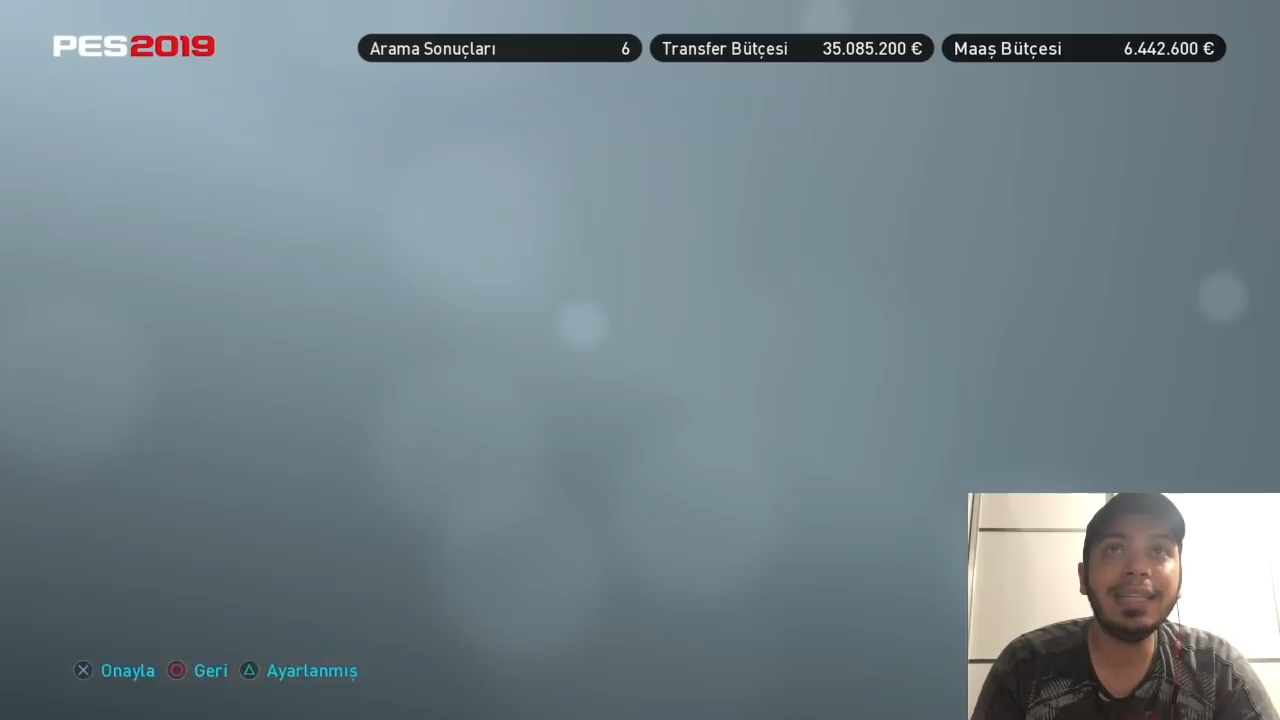 PES2019
Arama Sonuçları 6
Transfer Bütçesi 35.085.200 €
Maaş Bütçesi 6.442.600 €
Onayla Geri Ayarlanmış